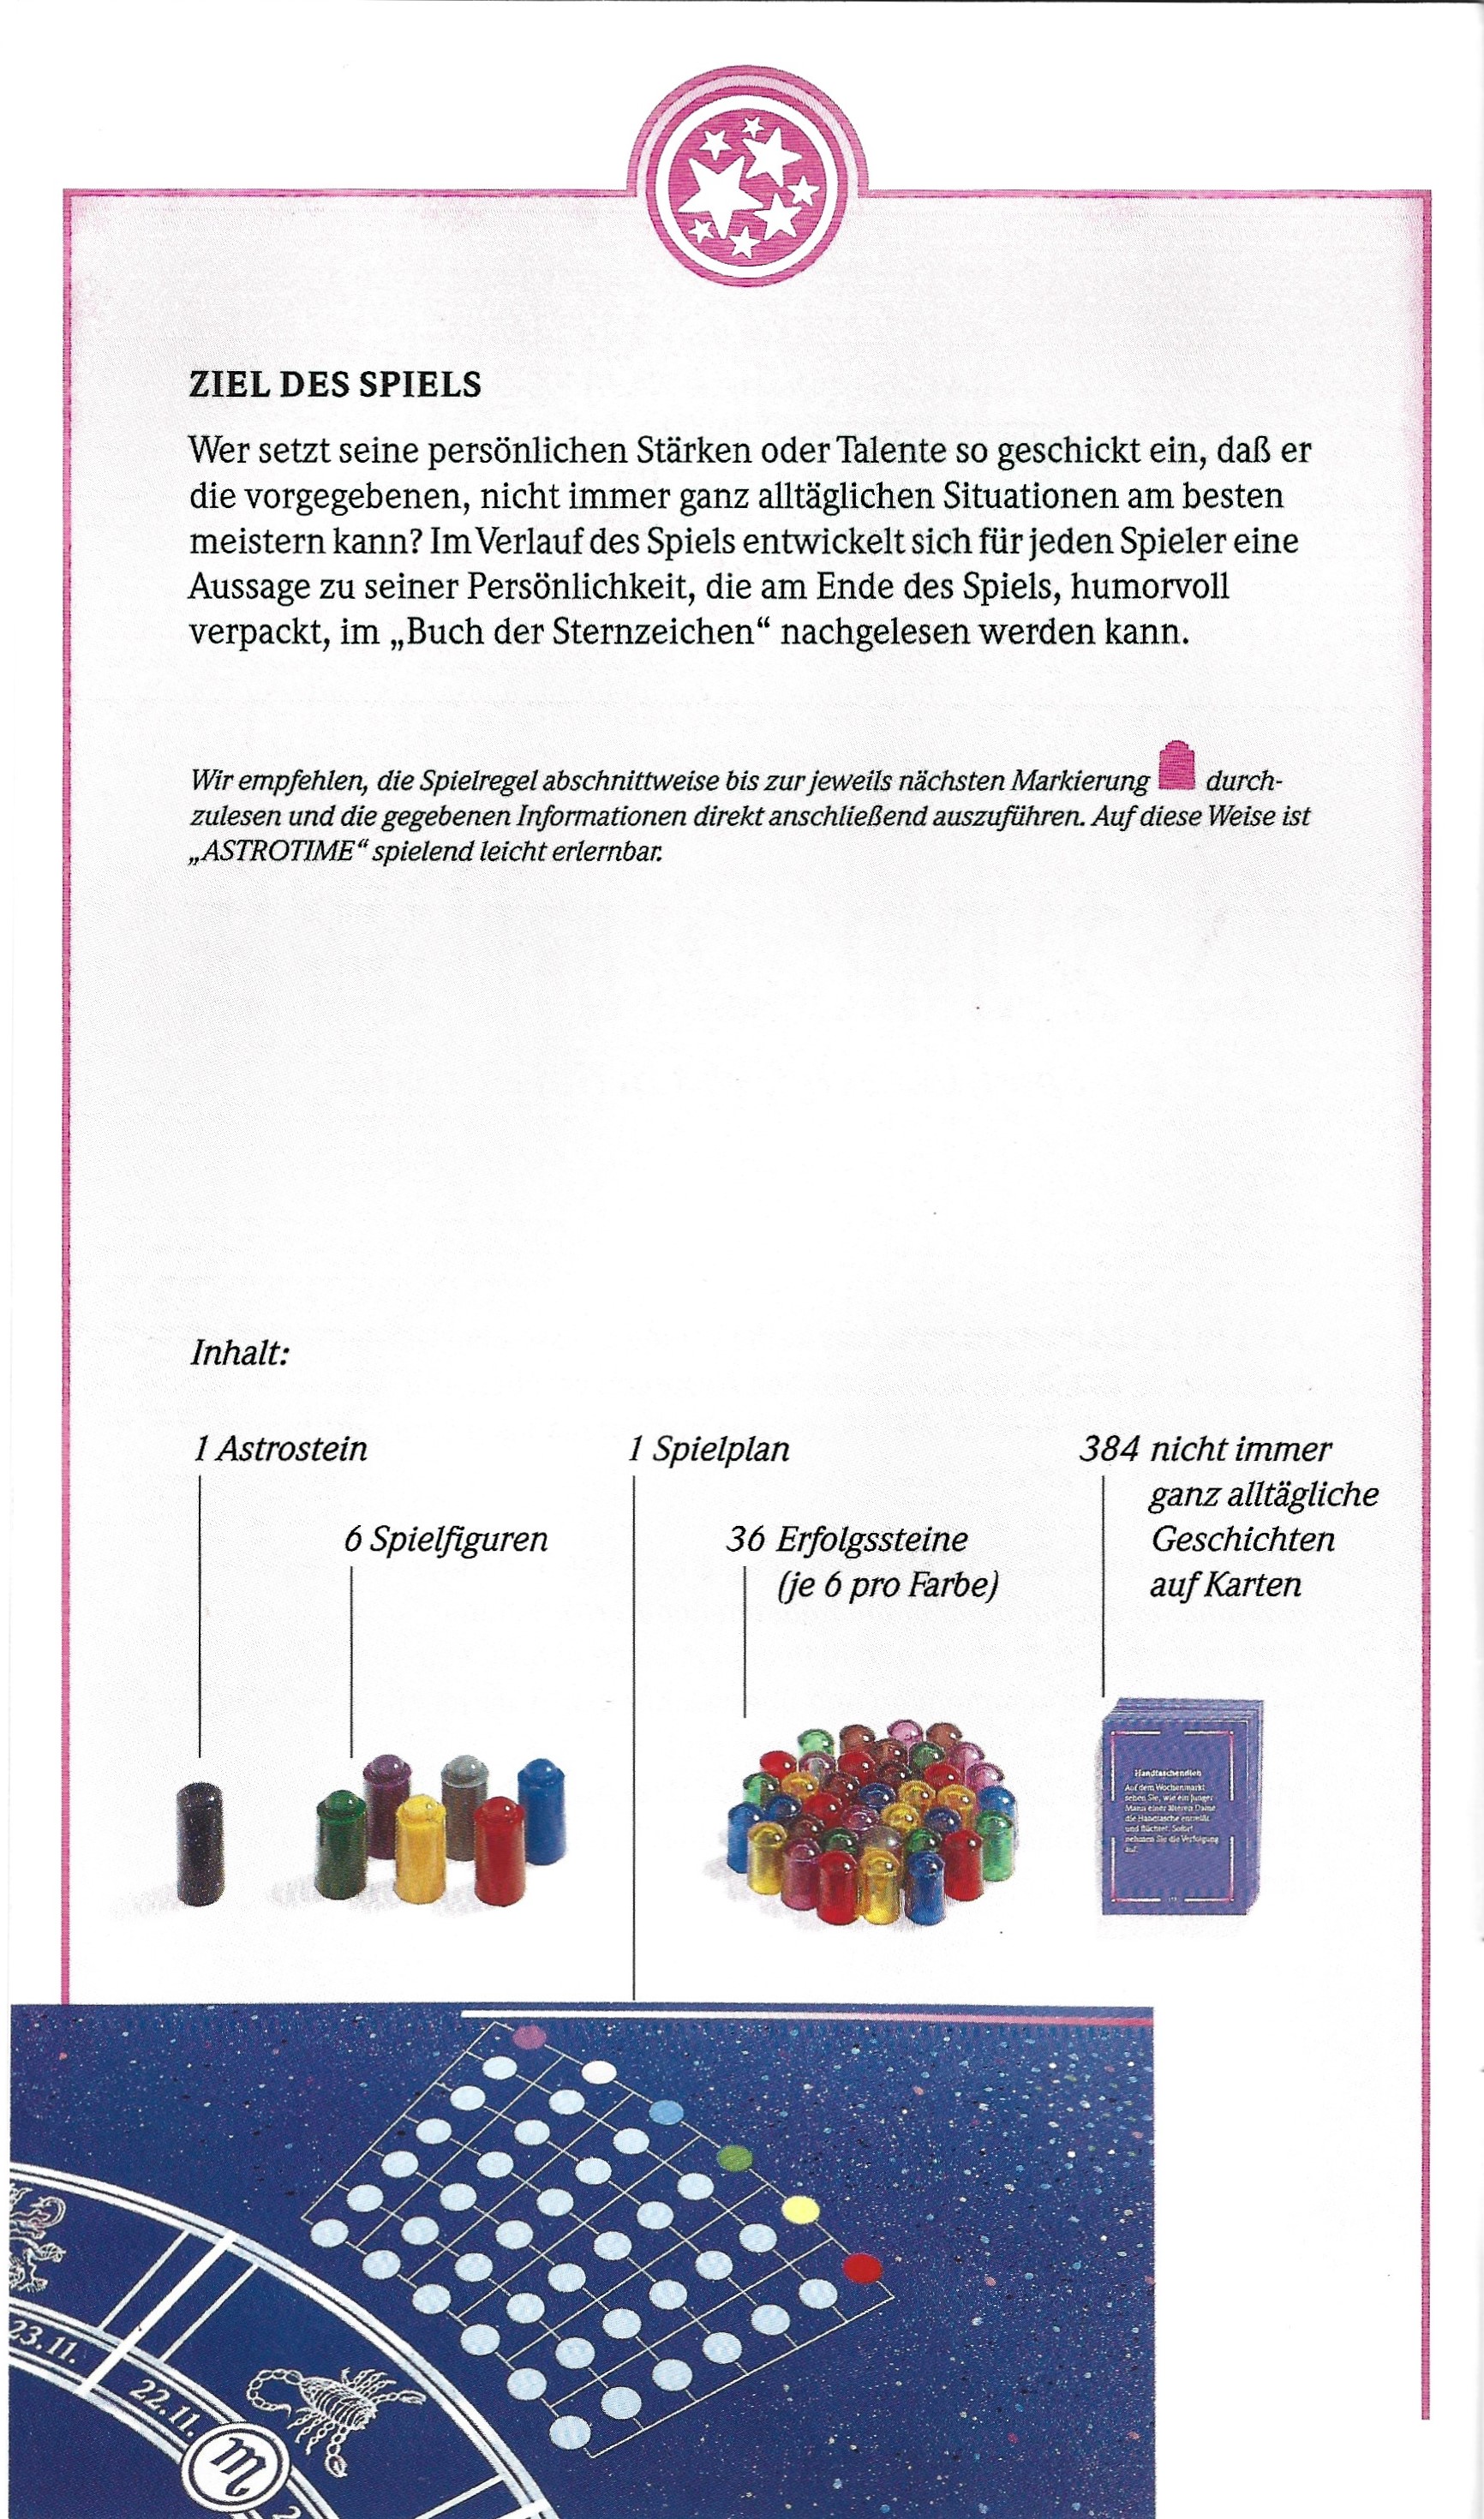 ZIEL DES SPIELS
Wer setzt seine persönlichen Stärken oder Talente so geschickt ein, daß er
die vorgegebenen, nicht immer ganz alltäglichen Situationen am besten
meistern kann? Im Verlauf des Spiels entwickelt sich für jeden Spieler eine
Aussage zu seiner Persönlichkeit, die am Ende des Spiels, humorvoll
verpackt, im „Buch der Sternzeichen“ nachgelesen werden kann.
Wir empfehlen, die Spielregel abschnittweise bis zur jeweils nächsten Markierung durch-
zulesen und die gegebenen Informationen direkt anschließend auszuführen. Auf diese Weise ist
„ASTROTIME“ spielend leicht erlernbar.
Inhalt:
1 Astrostein
6 Spielfiguren
1 Spielplan
36 Erfolgssteine
(je 6 pro Farbe)
384 nicht immer
ganz alltägliche
Geschichten
auf Karten
Handtaschendieb
Auf dem Wochenmarkt
sehen Sie, wie ein junger
Mann einer älteren Dame
die Handtasche entreißt
und flüchtet. Sofort
nehmen Sie die Verfolgung
auf.
23.11.
22.11.
♏